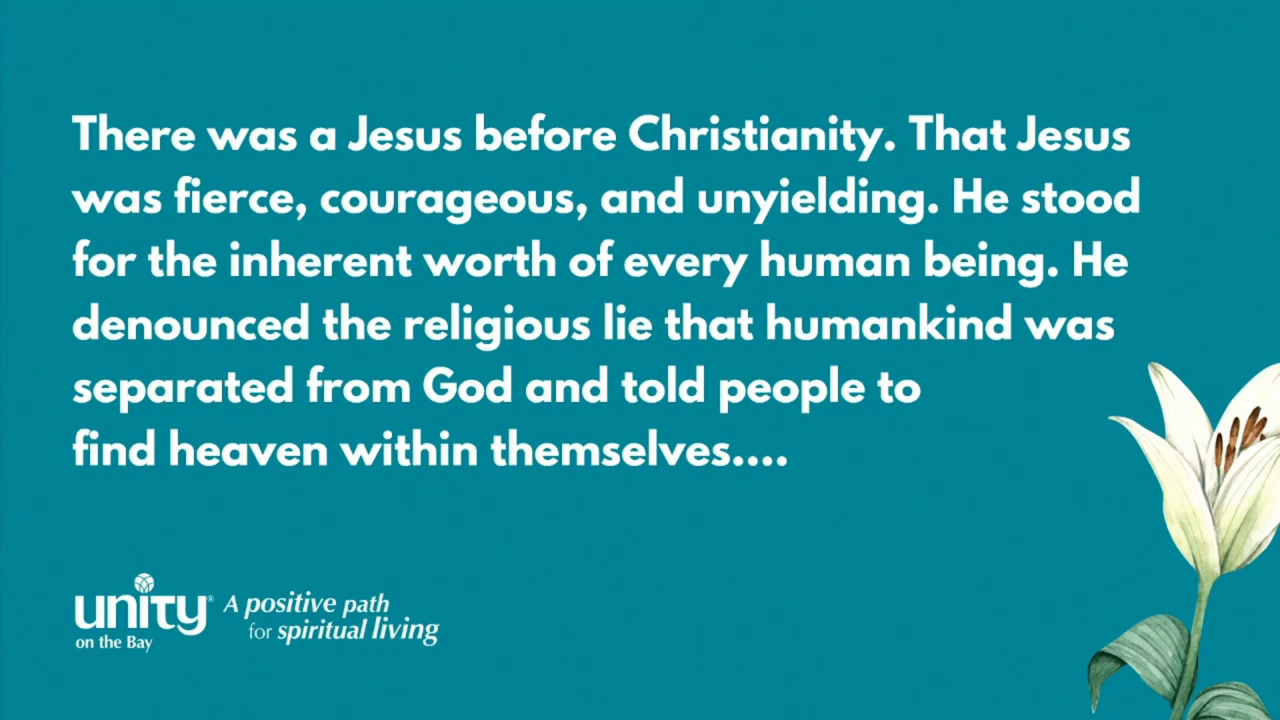 There was a Jesus before Christianity. That Jesus
was fierce, courageous, and unyielding. He stood
for the inherent worth of every human being. He
denounced the religious lie that humankind was
separated from God and told people to
find heaven within themselves....
unity® A positive path
on the Bay for spiritual living